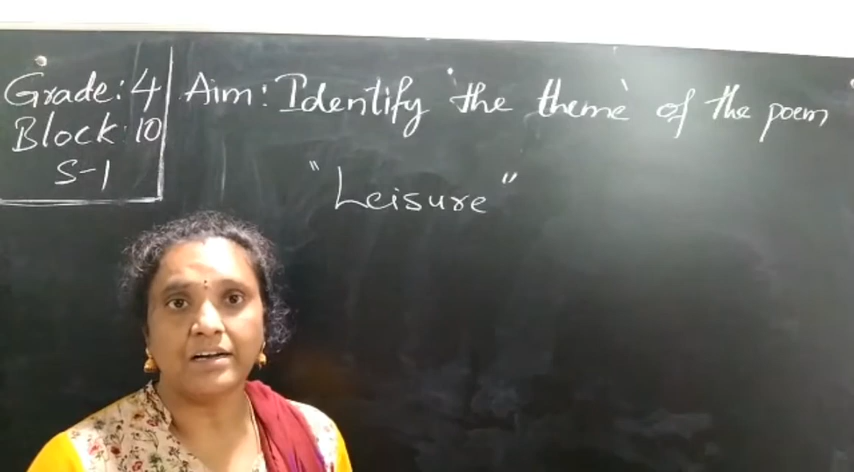 Grade: 4
Block: 10
S-1
Aim: Identify 'the theme' of the poem
"Leisure"